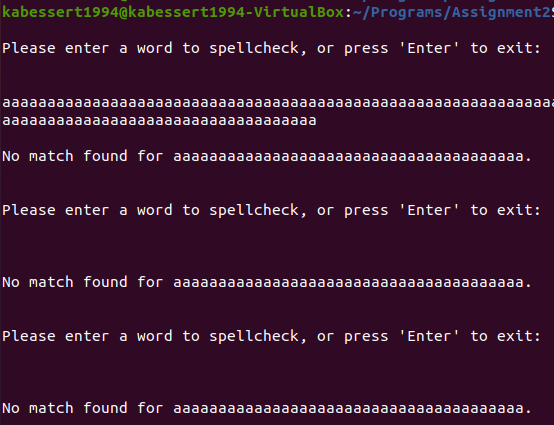 kabessert1994@kabessert1994-VirtualBox:~/Programs/Assignment2$
Please enter a word to spellcheck, or press 'Enter' to exit:
aaaaaaaaaaaaaaaaaaaaaaaaaaaaaaaaaaaaaaaaaaaaaaaaaaaaaaaaaaaaaa
aaaaaaaaaaaaaaaaaaaaaaaaaaaaaaaaaaa
No match found for aaaaaaaaaaaaaaaaaaaaaaaaaaaaaaaaaaaaaaa.
Please enter a word to spellcheck, or press 'Enter' to exit:
No match found for aaaaaaaaaaaaaaaaaaaaaaaaaaaaaaaaaaaaaaa.
Please enter a word to spellcheck, or press 'Enter' to exit:
No match found for aaaaaaaaaaaaaaaaaaaaaaaaaaaaaaaaaaaaaaa.